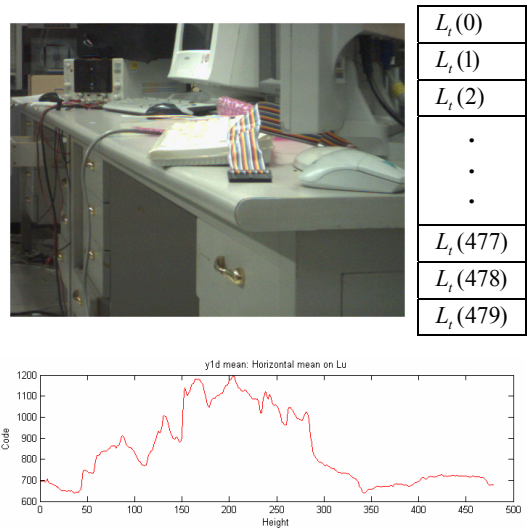 L_t(0)
L_t(1)
L_t(2)
.
.
.
L_t(477)
L_t(478)
L_t(479)
y1d mean: Horizontal mean on Lu
1200
1100
1000
900
800
700
600
Code
0 50 100 150 200 250 300 350 400 450 500
Height